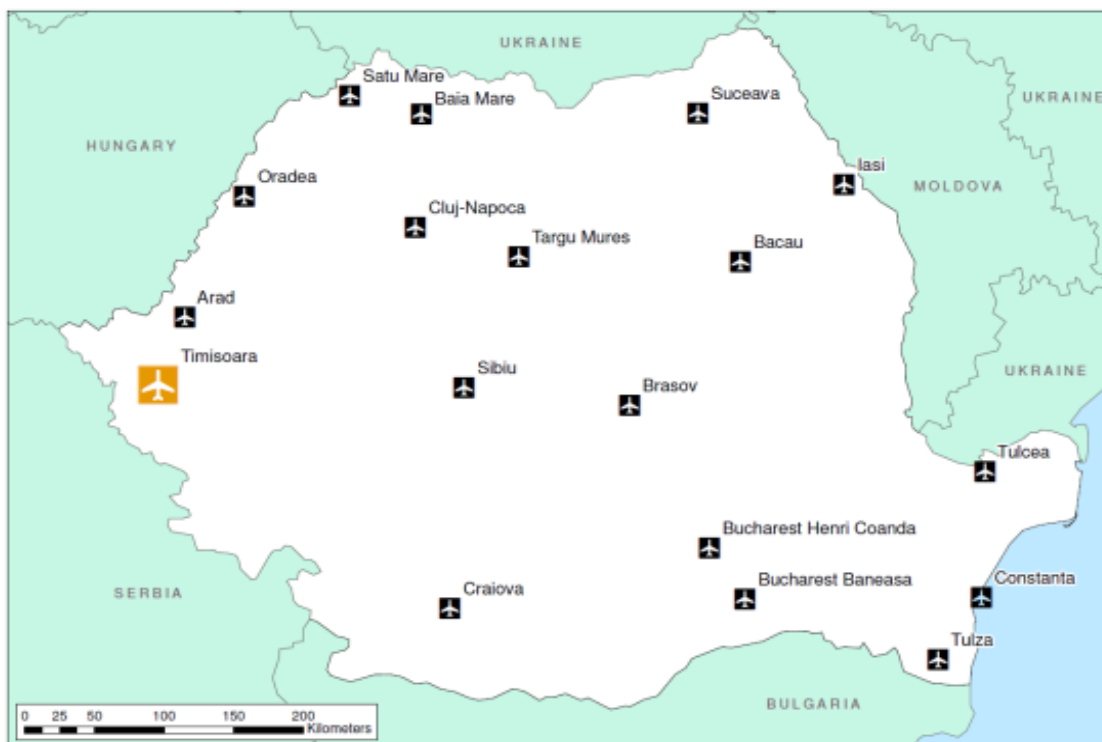 UKRAINE
Satu Mare
Baia Mare
Suceava
UKRAINE
HUNGARY
Iasi
Oradea
MOLDOVA
Cluj-Napoca
Targu Mures
Bacau
Arad
Timisoara
Sibiu
Brasov
UKRAINE
Tulcea
Bucharest Henri Coanda
Bucharest Baneasa
Constanta
SERBIA
Craiova
Tulza
BULGARIA
0 25 50 100 150 200
Kilometers